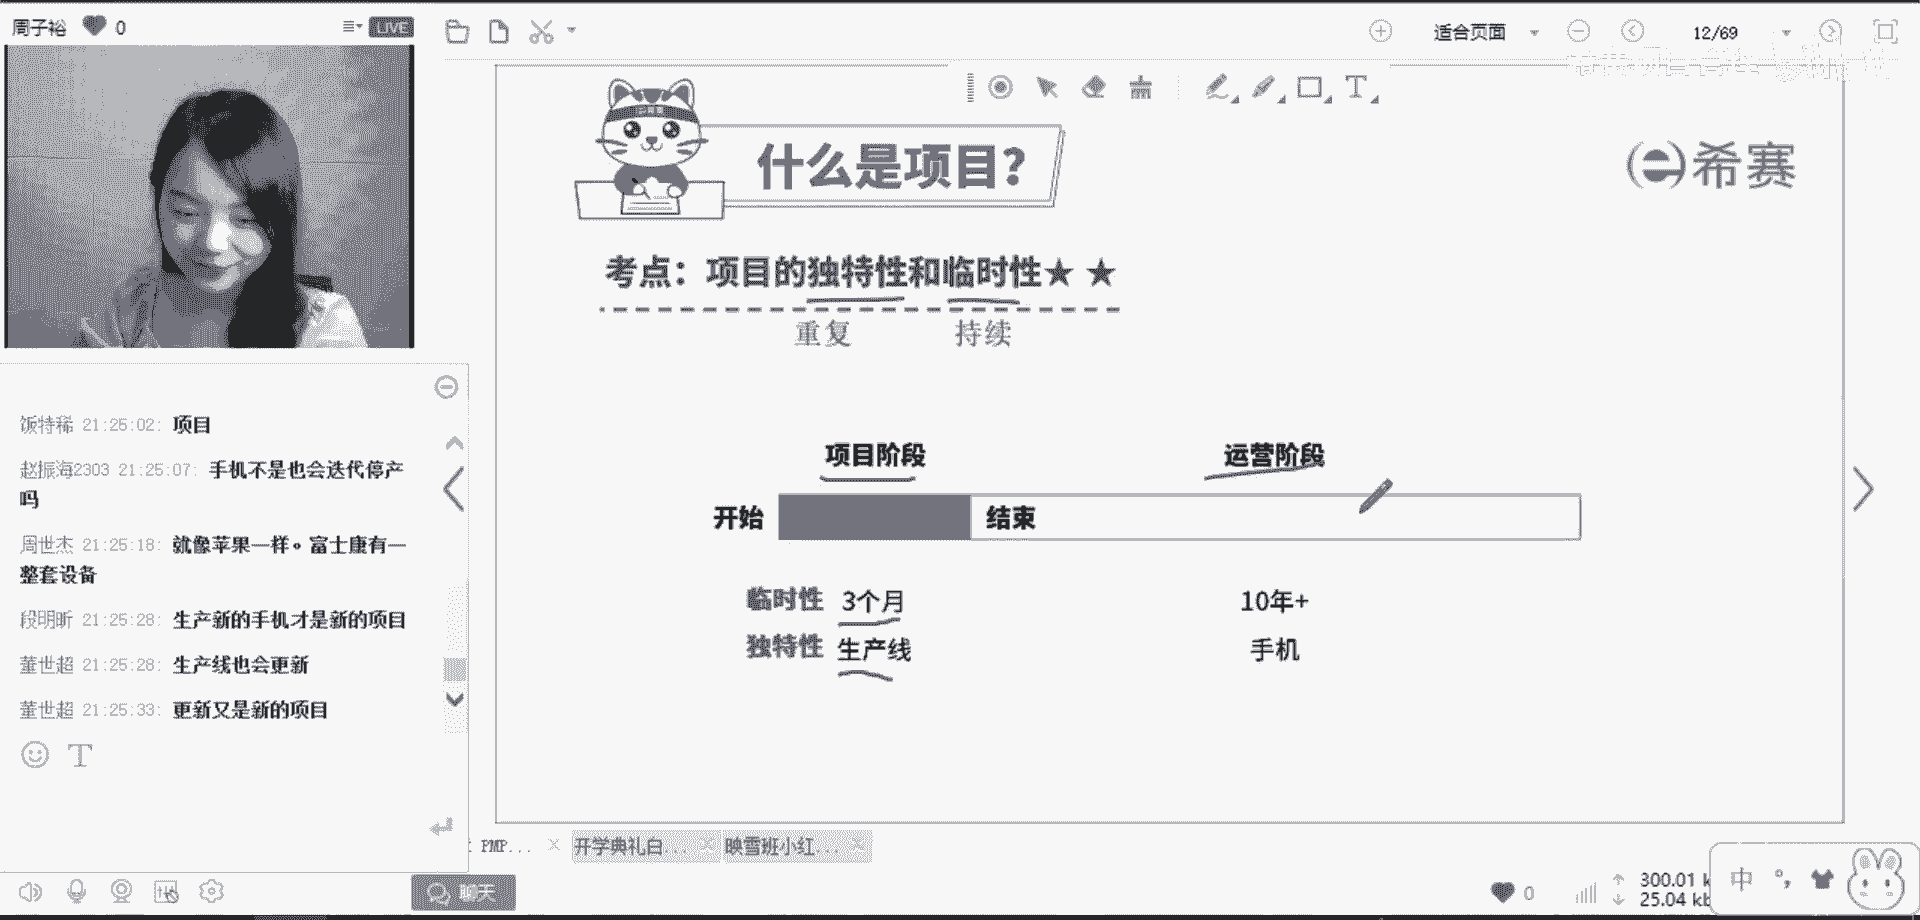 周子裕 0 LIVE
适合页面 12/69
什么是项目?
希赛
考点：项目的独特性和临时性★ ★
重复 持续
项目阶段 运营阶段
开始 结束
临时性 3个月 10年+
独特性 生产线 手机
饭特稀 21:25:02: 项目
赵振海2303 21:25:07: 手机不是也会迭代停产
吗
周世杰 21:25:18: 就像苹果一样。富士康有一
整套设备
段明昕 21:25:28: 生产新的手机才是新的项目
董世超 21:25:28: 生产线也会更新
董世超 21:25:33: 更新又是新的项目
PMP... 开学典礼白... 映雪班小红...
聊天
0 300.01 k
25.04 kb
中